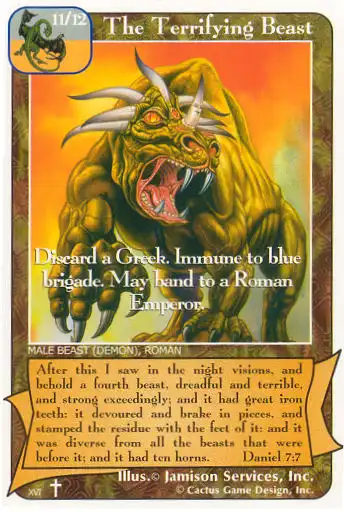 11/12
The Terrifying Beast
Discard a Greek. Immune to blue
brigade. May band to a Roman
Emperor.
MALE BEAST (DEMON), ROMAN
After this I saw in the night visions, and
behold a fourth beast, dreadful and terrible,
and strong exceedingly; and it had great iron
teeth: it devoured and brake in pieces, and
stamped the residue with the feet of it: and it
was diverse from all the beasts that were
before it; and it had ten horns. Daniel 7:7
Illus.© Jamison Services, Inc.
XVI © Cactus Game Design, Inc.